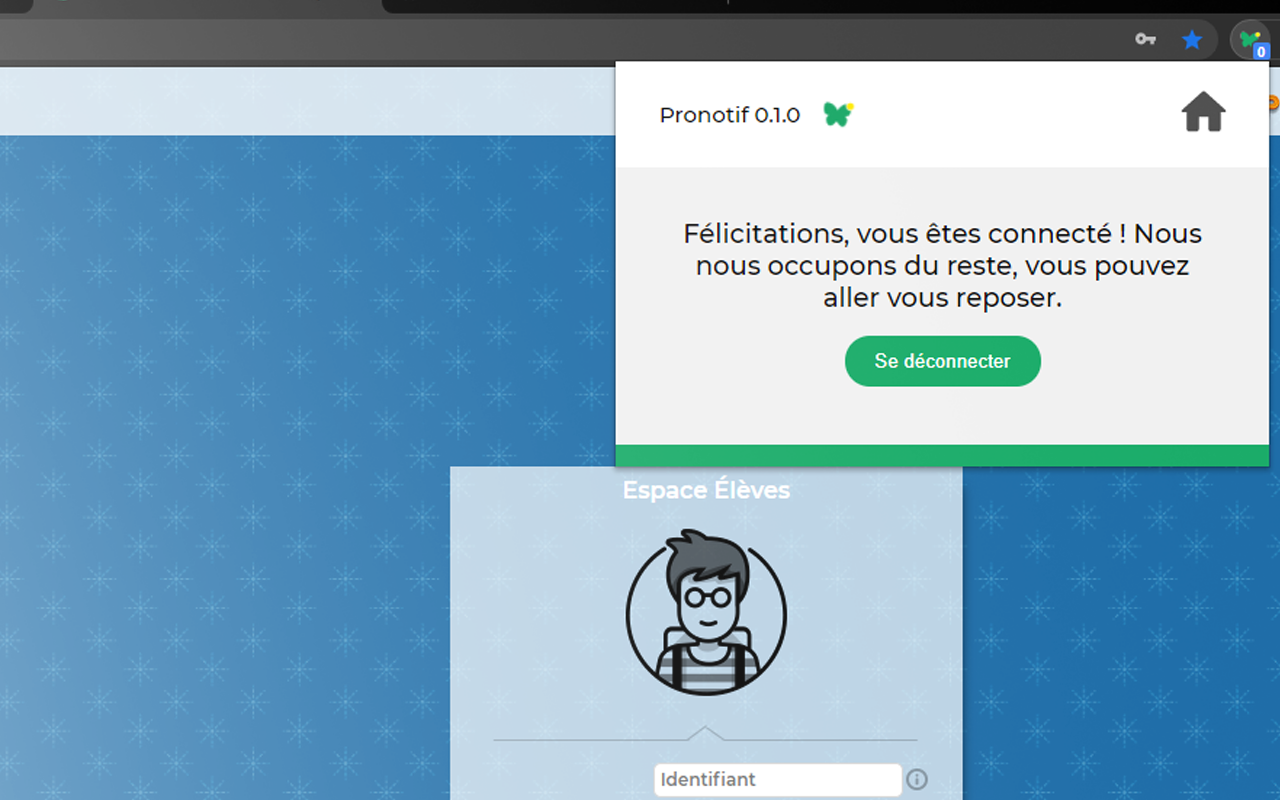 0
Pronotif 0.1.0
Félicitations, vous êtes connecté ! Nous
nous occupons du reste, vous pouvez
aller vous reposer.
Se déconnecter
Espace Élèves
Identifiant